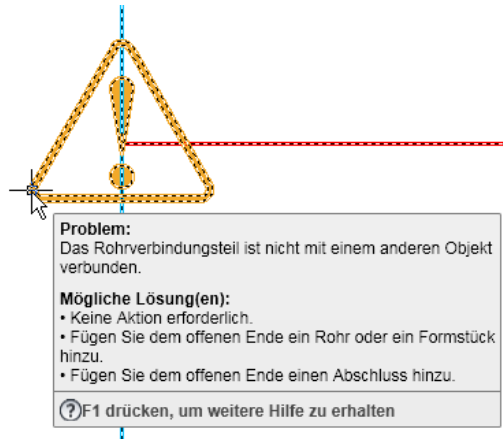 Problem:
Das Rohrverbindungsteil ist nicht mit einem anderen Objekt
verbunden.
Mögliche Lösung(en):
• Keine Aktion erforderlich.
• Fügen Sie dem offenen Ende ein Rohr oder ein Formstück
hinzu.
• Fügen Sie dem offenen Ende einen Abschluss hinzu.
?F1 drücken, um weitere Hilfe zu erhalten